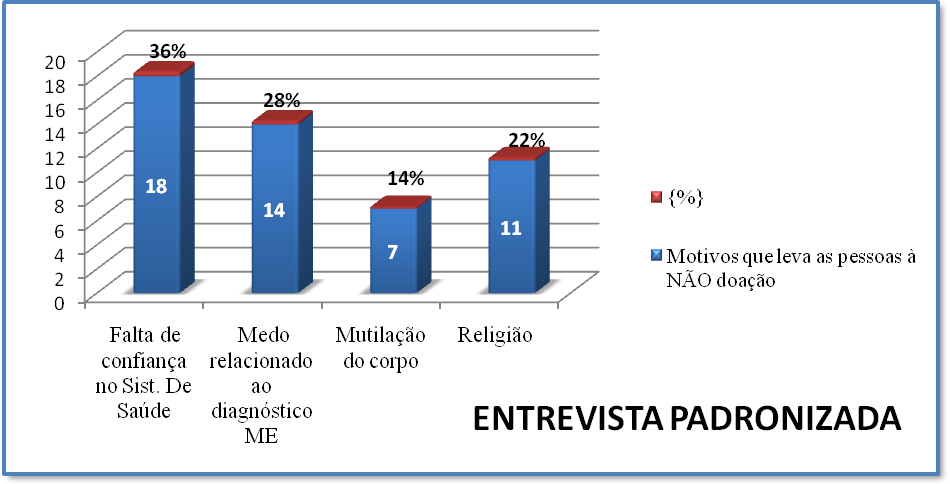 20
18
16
14
12
10
8
6
4
2
0
36%
28%
14%
22%
18
14
7
11
Falta de
confiança
no Sist. De
Saúde
Medo
relacionado
ao
diagnóstico
ME
Mutilação
do corpo
Religião
{%}
Motivos que leva as pessoas à
NÃO doação
ENTREVISTA PADRONIZADA